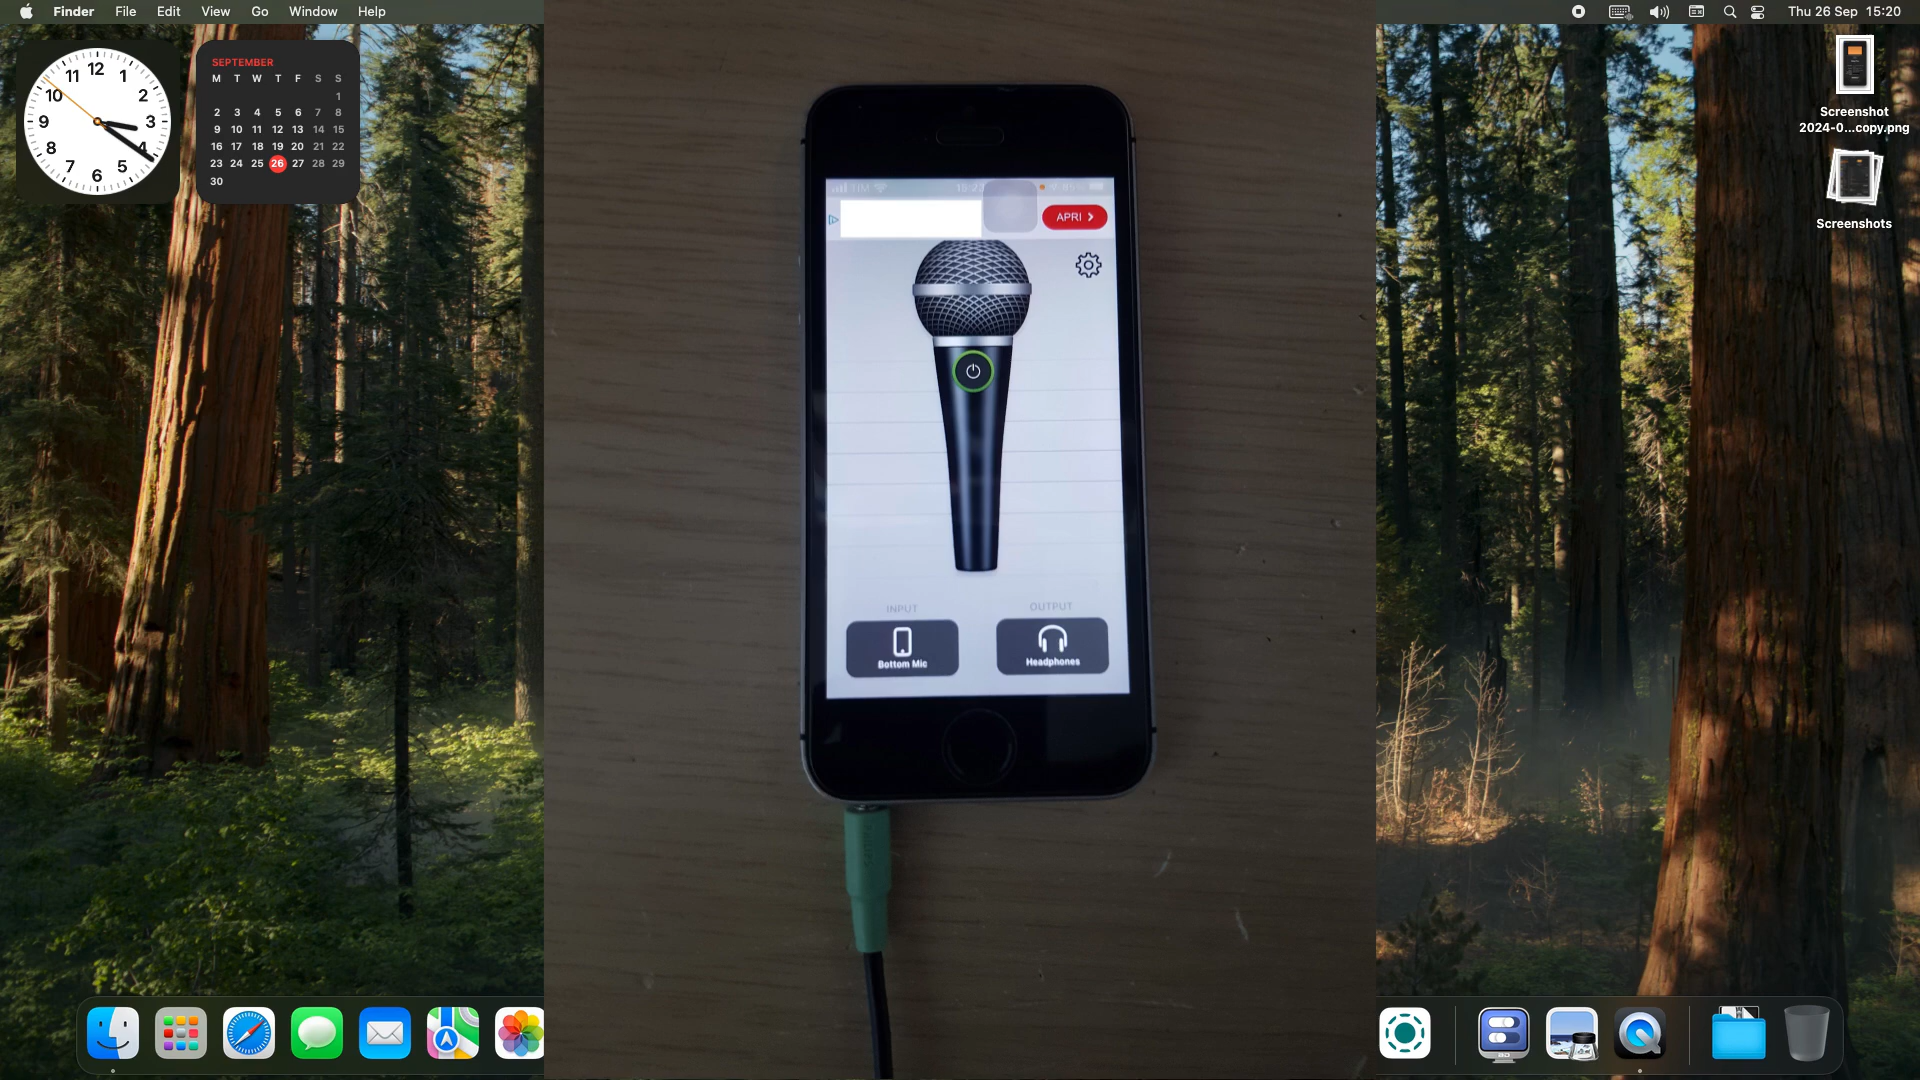 Finder File Edit View Go Window Help
Thu 26 Sep 15:20
12
11 1
10 2
9 3
8 4
7 5
6
SEPTEMBER
M T W T F S S
1
2 3 4 5 6 7 8
9 10 11 12 13 14 15
16 17 18 19 20 21 22
23 24 25 26 27 28 29
30
TIM
APRI
INPUT OUTPUT
Bottom Mic Headphones
Screenshot
2024-0...copy.png
Screenshots